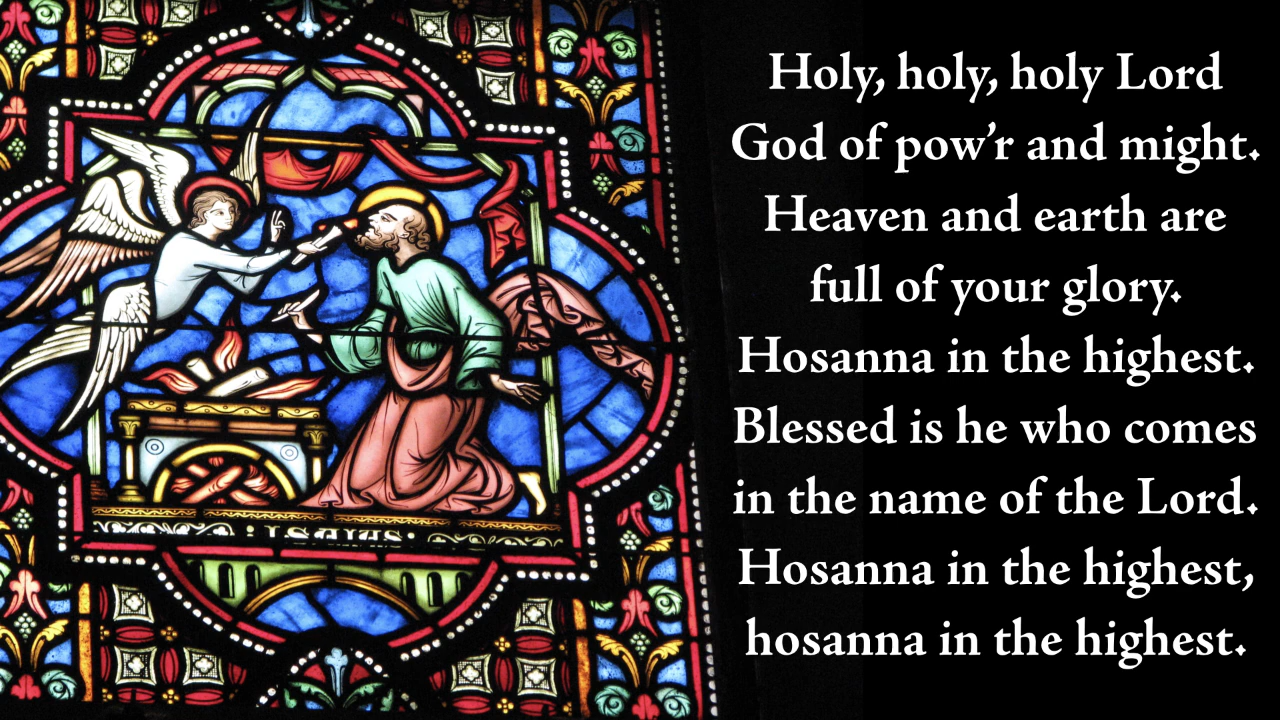 : ISAIAS:
Holy, holy, holy Lord
God of pow’r and might.
Heaven and earth are
full of your glory.
Hosanna in the highest.
Blessed is he who comes
in the name of the Lord.
Hosanna in the highest,
hosanna in the highest.